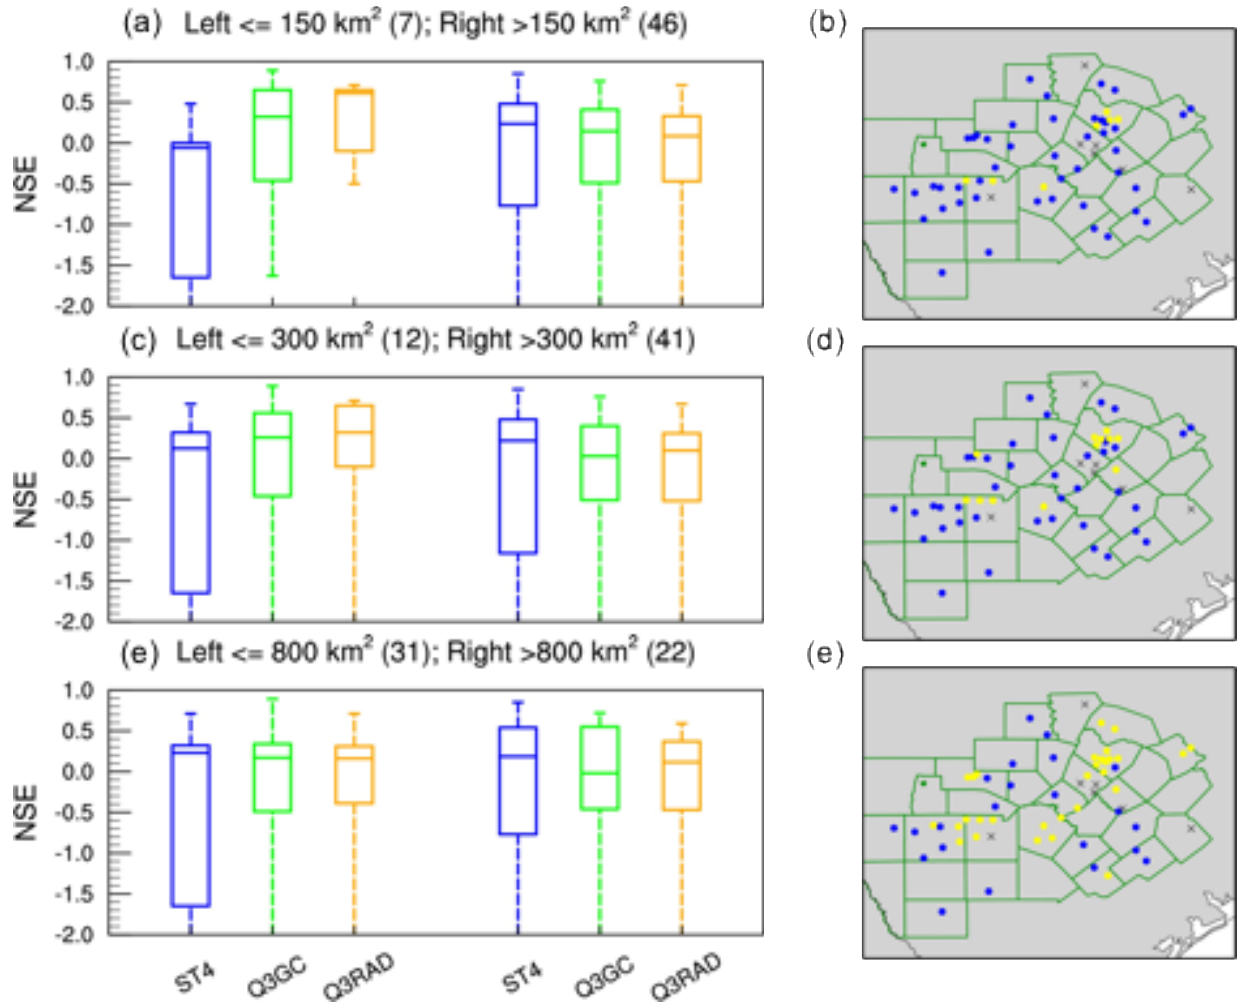 (a) Left <= 150 km² (7); Right >150 km² (46)
(b)
1.0
0.5
0.0
-0.5
-1.0
-1.5
-2.0
NSE
(c) Left <= 300 km² (12); Right >300 km² (41)
(d)
1.0
0.5
0.0
-0.5
-1.0
-1.5
-2.0
NSE
(e) Left <= 800 km² (31); Right >800 km² (22)
(e)
1.0
0.5
0.0
-0.5
-1.0
-1.5
-2.0
NSE
ST4 Q3GC Q3RAD ST4 Q3GC Q3RAD